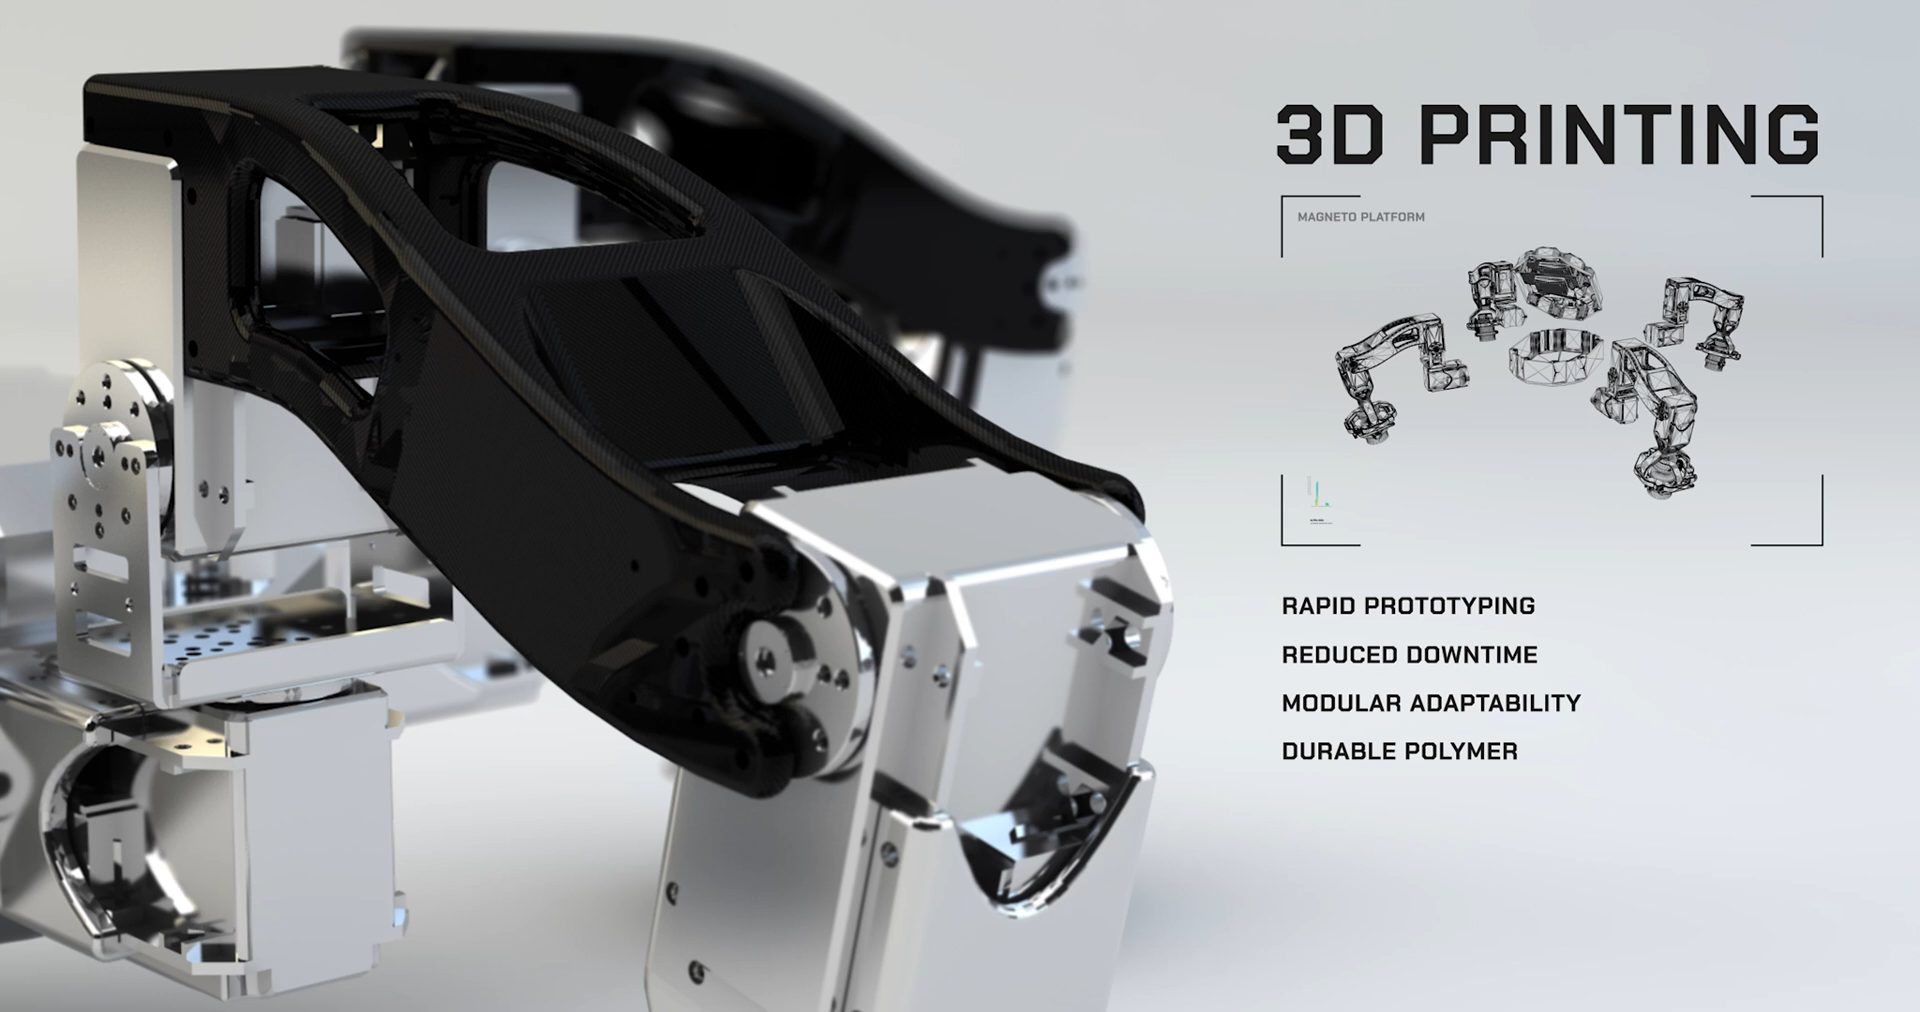 3D PRINTING
MAGNETO PLATFORM
RAPID PROTOTYPING
REDUCED DOWNTIME
MODULAR ADAPTABILITY
DURABLE POLYMER